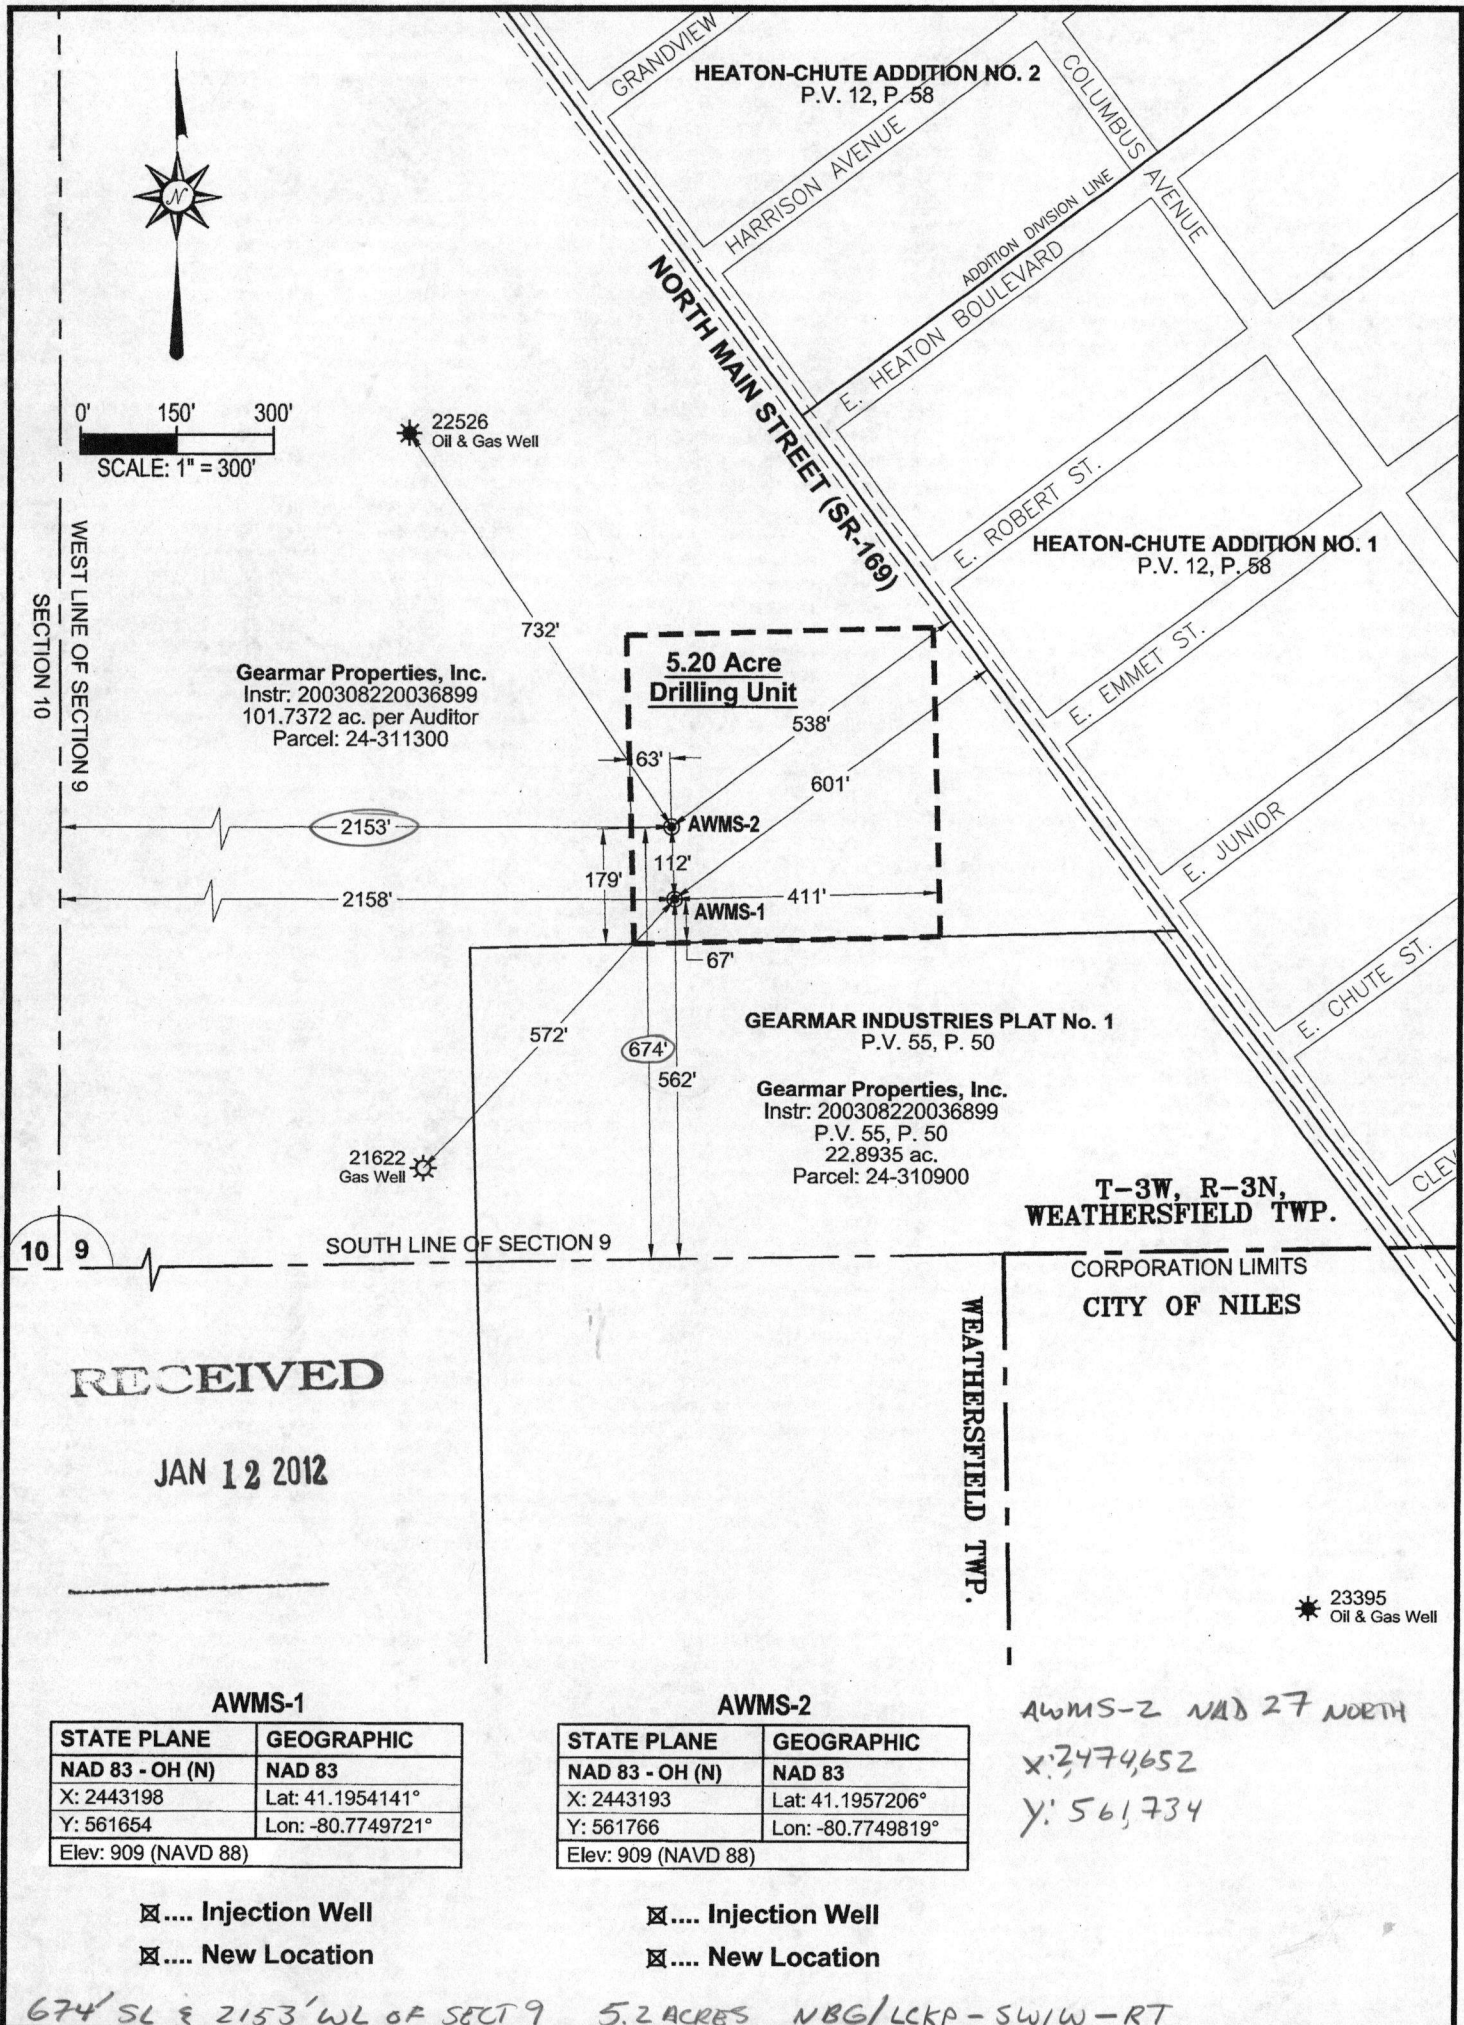 GRANDVIEW
HEATON-CHUTE ADDITION NO. 2
P.V. 12, P. 58
COLUMBUS AVENUE
HARRISON AVENUE
ADDITION DIVISION LINE
E. HEATON BOULEVARD
N
NORTH MAIN STREET (SR-169)
0' 150' 300'
SCALE: 1" = 300'
22526
Oil & Gas Well
E. ROBERT ST.
HEATON-CHUTE ADDITION NO. 1
P.V. 12, P. 58
WEST LINE OF SECTION 9
SECTION 10
732'
E. EMMET ST.
Gearmar Properties, Inc.
Instr: 200308220036899
101.7372 ac. per Auditor
Parcel: 24-311300
5.20 Acre
Drilling Unit
538'
63'
601'
2153'
AWMS-2
E. JUNIOR
112'
179'
2158'
411'
AWMS-1
67'
E. CHUTE ST.
GEARMAR INDUSTRIES PLAT No. 1
P.V. 55, P. 50
572'
674'
562'
Gearmar Properties, Inc.
Instr: 200308220036899
P.V. 55, P. 50
22.8935 ac.
Parcel: 24-310900
21622
Gas Well
CLEV
T-3W, R-3N,
WEATHERSFIELD TWP.
10 9
SOUTH LINE OF SECTION 9
CORPORATION LIMITS
CITY OF NILES
WEATHERSFIELD TWP.
RECEIVED
JAN 12 2012
23395
Oil & Gas Well
AWMS-1
STATE PLANE GEOGRAPHIC
NAD 83 - OH (N) NAD 83
X: 2443198 Lat: 41.1954141°
Y: 561654 Lon: -80.7749721°
Elev: 909 (NAVD 88)
☒.... Injection Well
☒.... New Location
AWMS-2
STATE PLANE GEOGRAPHIC
NAD 83 - OH (N) NAD 83
X: 2443193 Lat: 41.1957206°
Y: 561766 Lon: -80.7749819°
Elev: 909 (NAVD 88)
☒.... Injection Well
☒.... New Location
AWMS-2 NAD 27 NORTH
X: 2,474,652
Y: 561,734
674' SL & 2153' WL OF SECT 9 5.2 ACRES NBG/LCKP-SWIW-RT